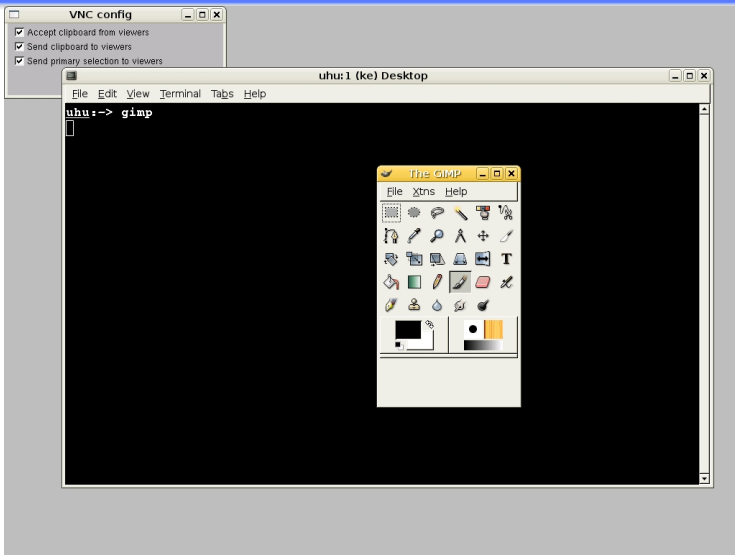 VNC config
Accept clipboard from viewers
Send clipboard to viewers
Send primary selection to viewers
uhu:1 (ke) Desktop
File Edit View Terminal Tabs Help
uhu:-> gimp
The GIMP
File Xtns Help
T